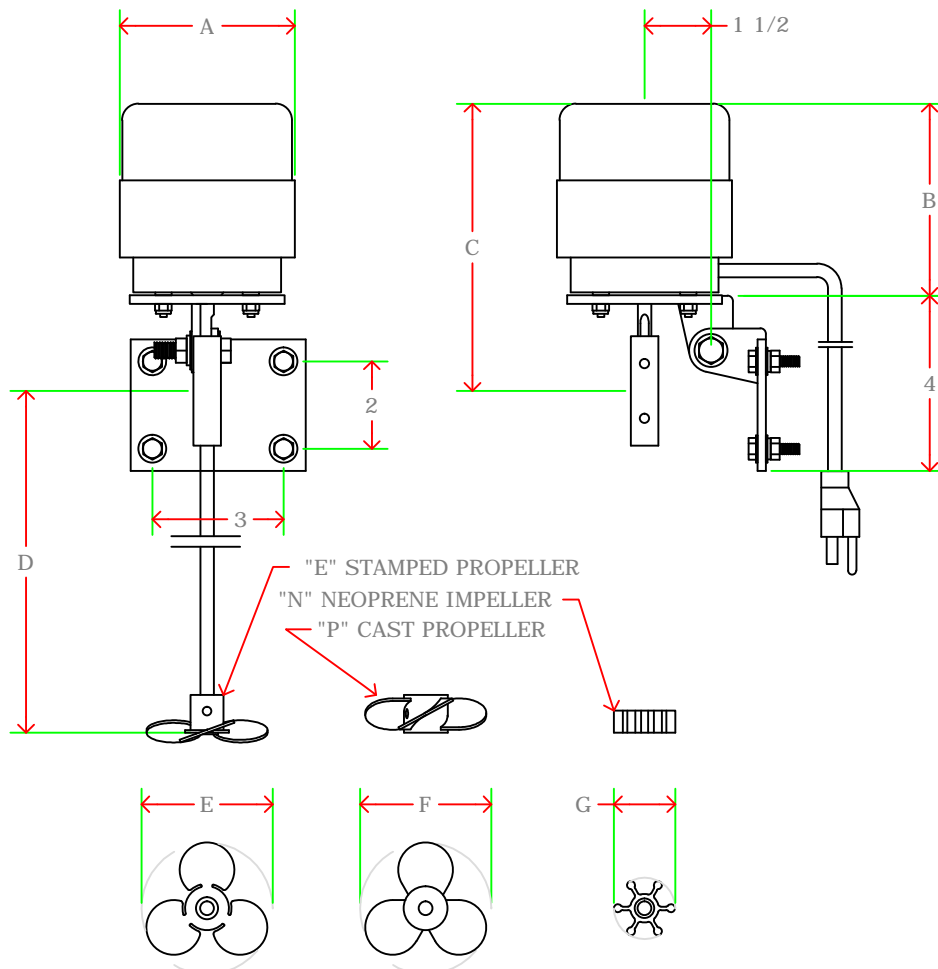 A
1 1/2
C
B
2
4
3
D
"E" STAMPED PROPELLER
"N" NEOPRENE IMPELLER
"P" CAST PROPELLER
E
F
G